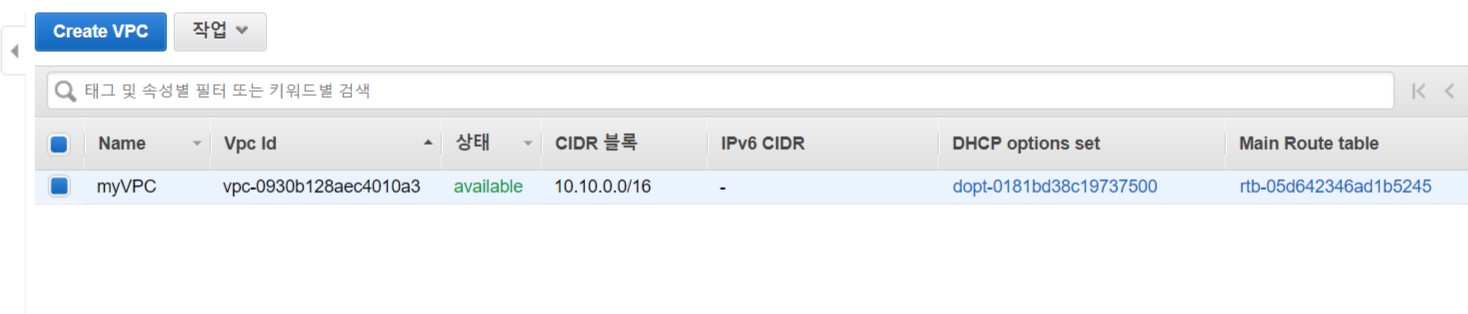 Create VPC 작업
태그 및 속성별 필터 또는 키워드별 검색
Name Vpc Id 상태 CIDR 블록 IPv6 CIDR DHCP options set Main Route table
myVPC vpc-0930b128aec4010a3 available 10.10.0.0/16 - dopt-0181bd38c19737500 rtb-05d642346ad1b5245